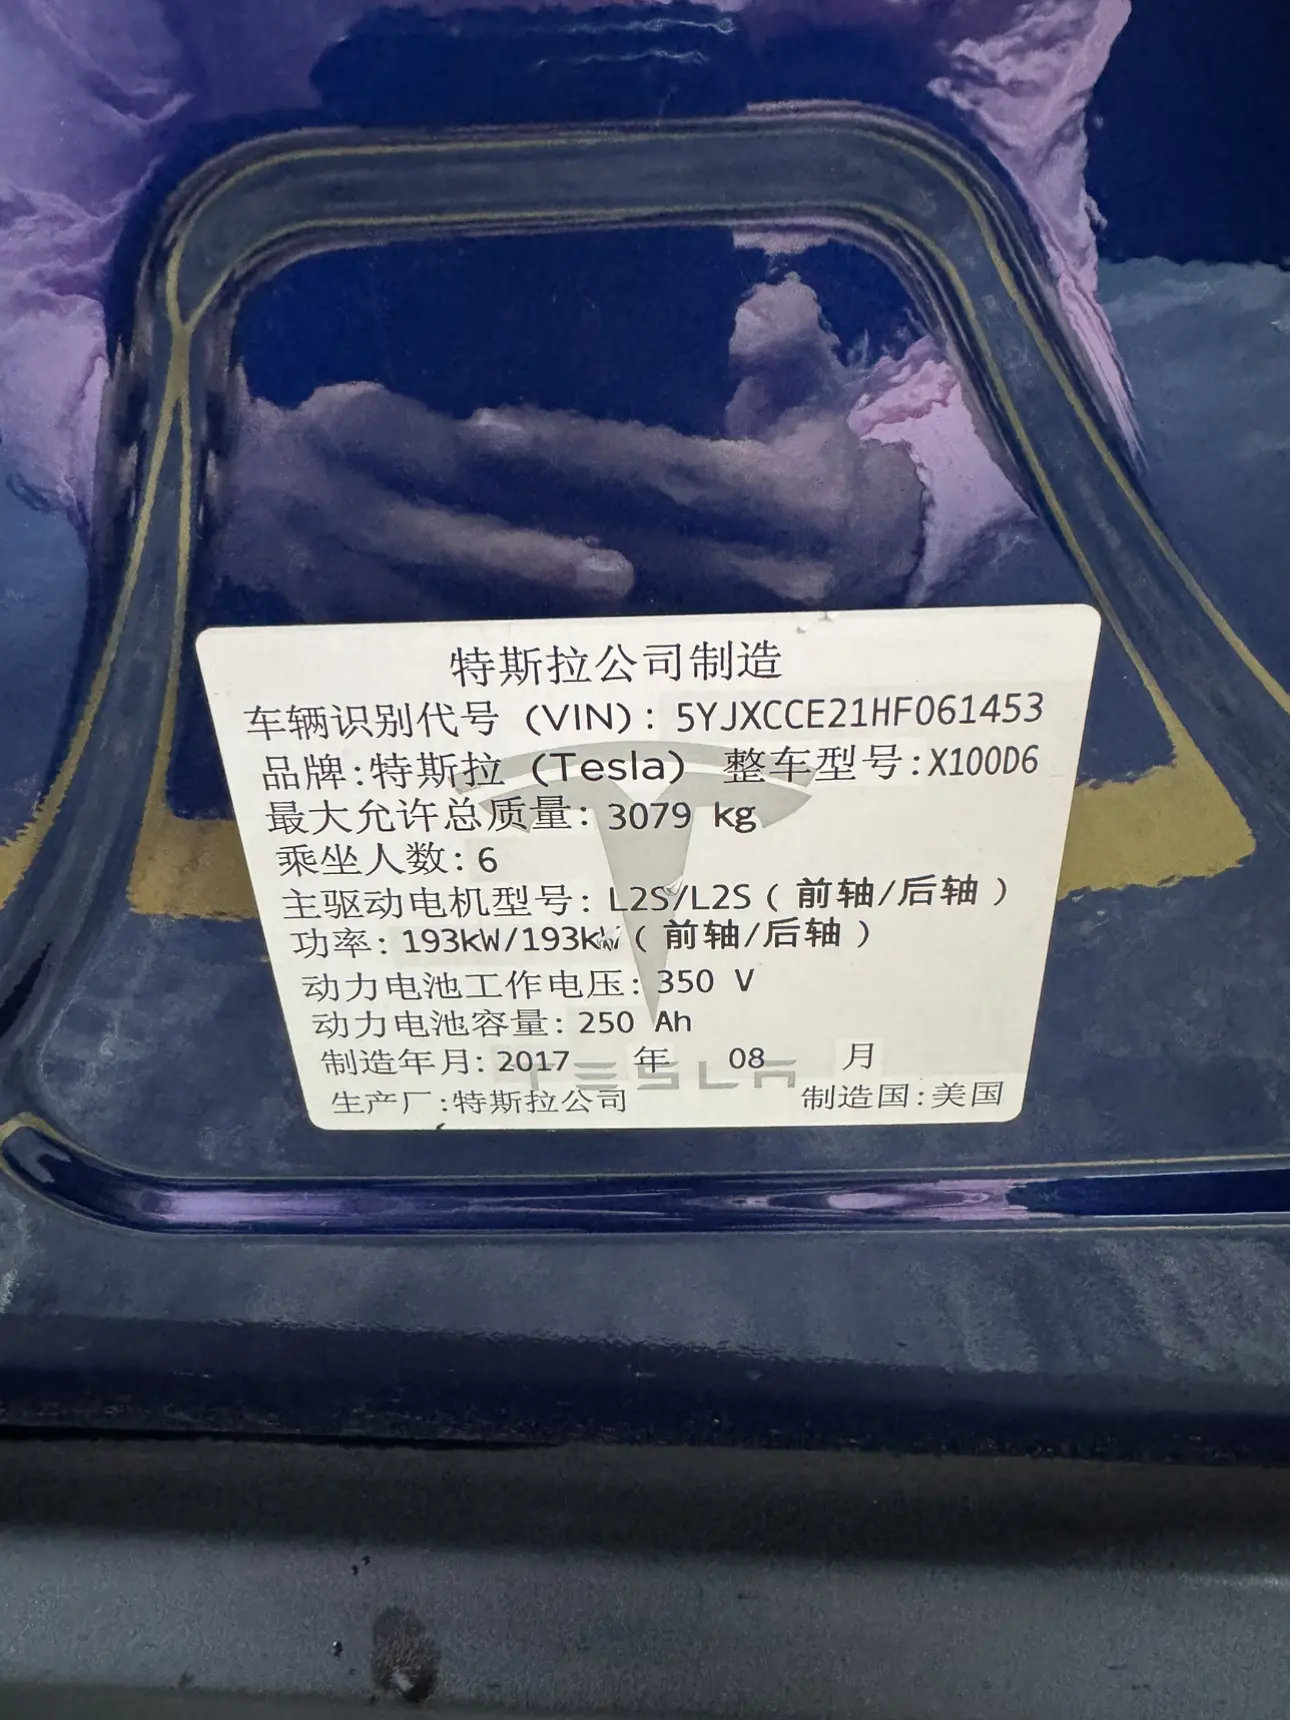 特斯拉公司制造
车辆识别代号 (VIN): 5YJXCCE21HF061453
品牌:特斯拉 (Tesla) 整车型号:X100D6
最大允许总质量: 3079 kg
乘坐人数: 6
主驱动电机型号: L2S/L2S ( 前轴/后轴 )
功率: 193kW/193kW ( 前轴/后轴 )
动力电池工作电压: 350 V
动力电池容量: 250 Ah
制造年月: 2017 年 08 月
TESLA
生产厂:特斯拉公司 制造国:美国